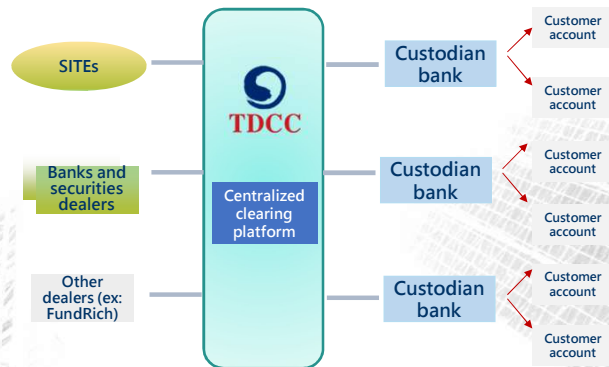 SITEs
Banks and
securities
dealers
Other
dealers (ex:
FundRich)
TDCC
Centralized
clearing
platform
Custodian
bank
Custodian
bank
Custodian
bank
Customer
account
Customer
account
Customer
account
Customer
account
Customer
account
Customer
account